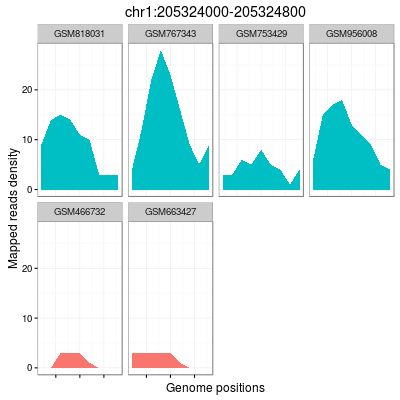 chr1:205324000-205324800
GSM818031 GSM767343 GSM753429 GSM956008
20
10
0
GSM466732 GSM663427
20
10
0
Mapped reads density
Genome positions